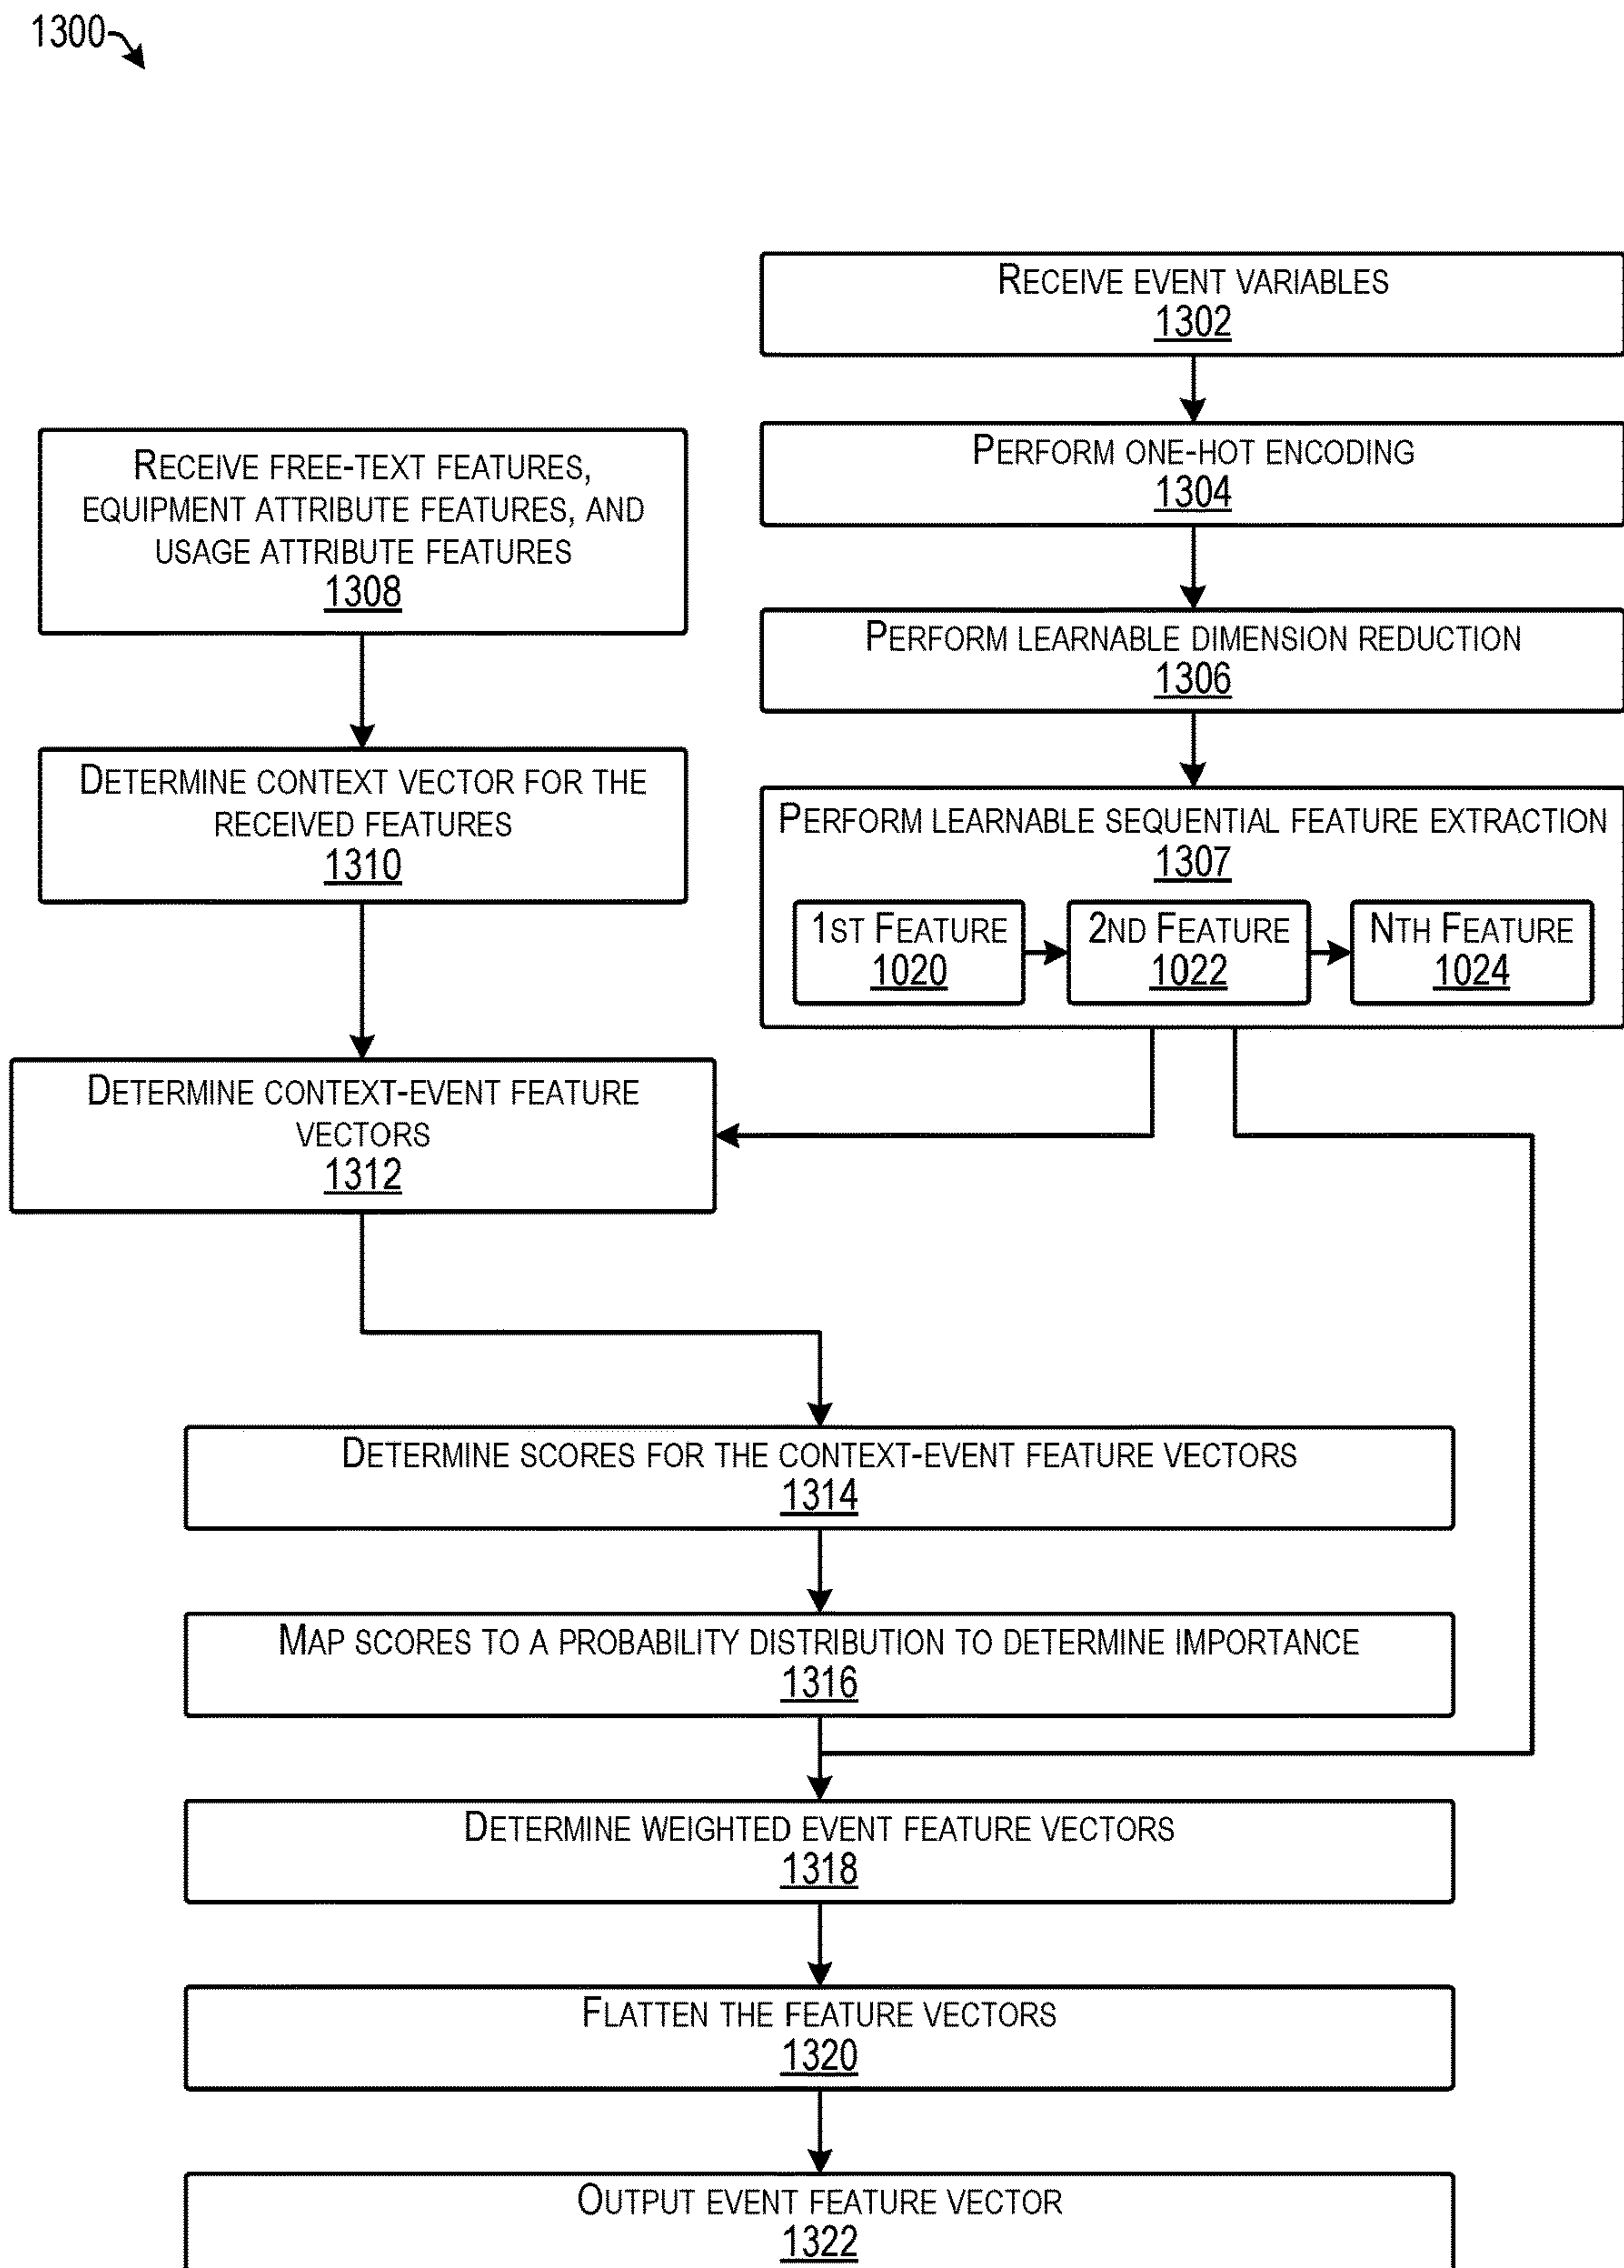 1300
RECEIVE EVENT VARIABLES
1302
PERFORM ONE-HOT ENCODING
1304
PERFORM LEARNABLE DIMENSION REDUCTION
1306
PERFORM LEARNABLE SEQUENTIAL FEATURE EXTRACTION
1307
1ST FEATURE
1020
2ND FEATURE
1022
NTH FEATURE
1024
RECEIVE FREE-TEXT FEATURES,
EQUIPMENT ATTRIBUTE FEATURES, AND
USAGE ATTRIBUTE FEATURES
1308
DETERMINE CONTEXT VECTOR FOR THE
RECEIVED FEATURES
1310
DETERMINE CONTEXT-EVENT FEATURE
VECTORS
1312
DETERMINE SCORES FOR THE CONTEXT-EVENT FEATURE VECTORS
1314
MAP SCORES TO A PROBABILITY DISTRIBUTION TO DETERMINE IMPORTANCE
1316
DETERMINE WEIGHTED EVENT FEATURE VECTORS
1318
FLATTEN THE FEATURE VECTORS
1320
OUTPUT EVENT FEATURE VECTOR
1322